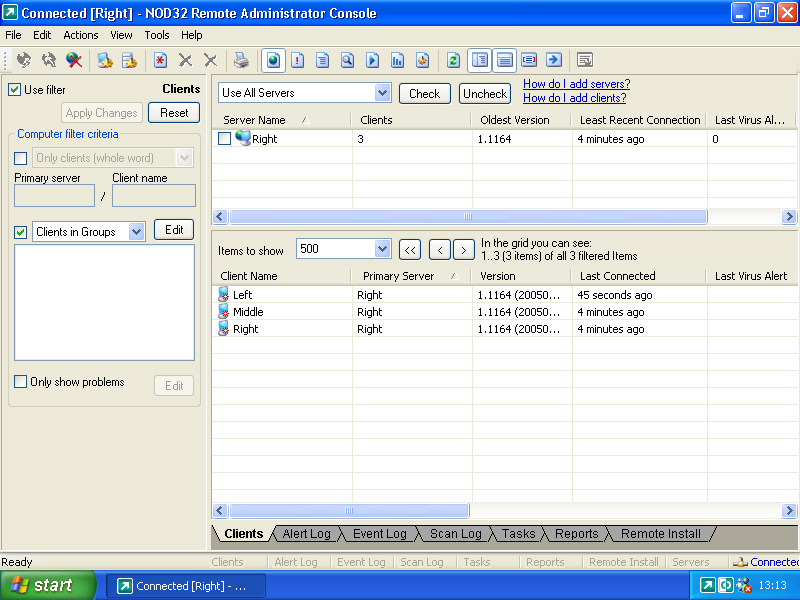 Connected [Right] - NOD32 Remote Administrator Console
File Edit Actions View Tools Help
Use filter Clients
Apply Changes Reset
Computer filter criteria
Only clients (whole word)
Primary server Client name
/
Clients in Groups Edit
Only show problems Edit
Use All Servers Check Uncheck How do I add servers?
How do I add clients?
Server Name Clients Oldest Version Least Recent Connection Last Virus Al...
Right 3 1.1164 4 minutes ago 0
Items to show 500 << < > In the grid you can see:
1..3 (3 items) of all 3 filtered Items
Client Name Primary Server Version Last Connected Last Virus Alert
Left Right 1.1164 (20050... 45 seconds ago
Middle Right 1.1164 (20050... 4 minutes ago
Right Right 1.1164 (20050... 4 minutes ago
Clients Alert Log Event Log Scan Log Tasks Reports Remote Install
Ready Clients Alert Log Event Log Scan Log Tasks Reports Remote Install Servers Connected
start Connected [Right] - ... 13:13